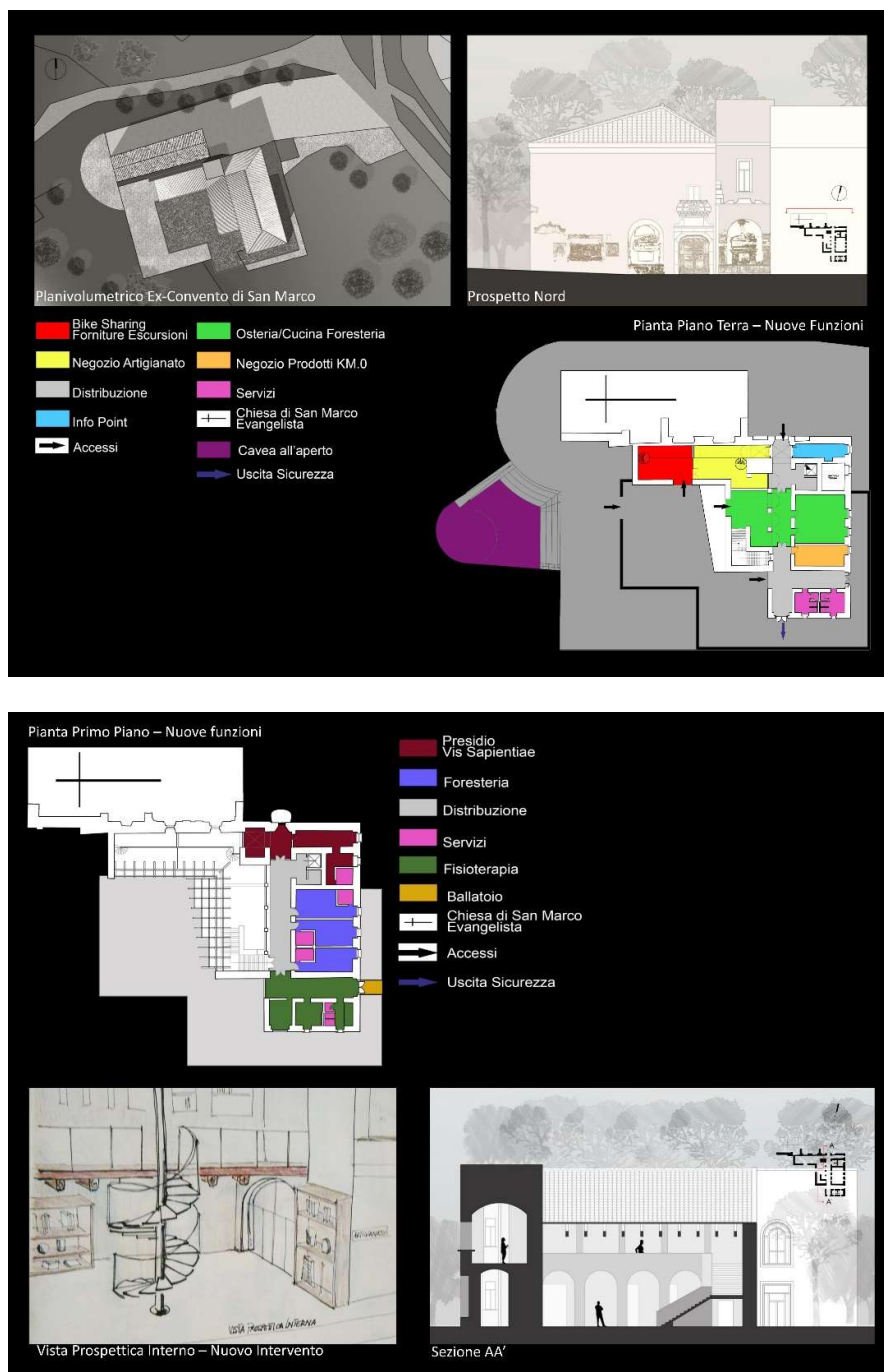 Planivolumetrico Ex-Convento di San Marco
Prospetto Nord
Bike Sharing
Forniture Escursioni
Osteria/Cucina Foresteria
Negozio Artigianato
Negozio Prodotti KM.0
Distribuzione
Servizi
Info Point
Chiesa di San Marco
Evangelista
Accessi
Cavea all'aperto
Uscita Sicurezza
Pianta Piano Terra – Nuove Funzioni
Pianta Primo Piano – Nuove funzioni
Presidio
Vis Sapientiae
Foresteria
Distribuzione
Servizi
Fisioterapia
Ballatoio
Chiesa di San Marco
Evangelista
Accessi
Uscita Sicurezza
ARTIGIANATO
VISTA PROSPETTICA INTERNA
Vista Prospettica Interno – Nuovo Intervento
A
A'
Sezione AA'